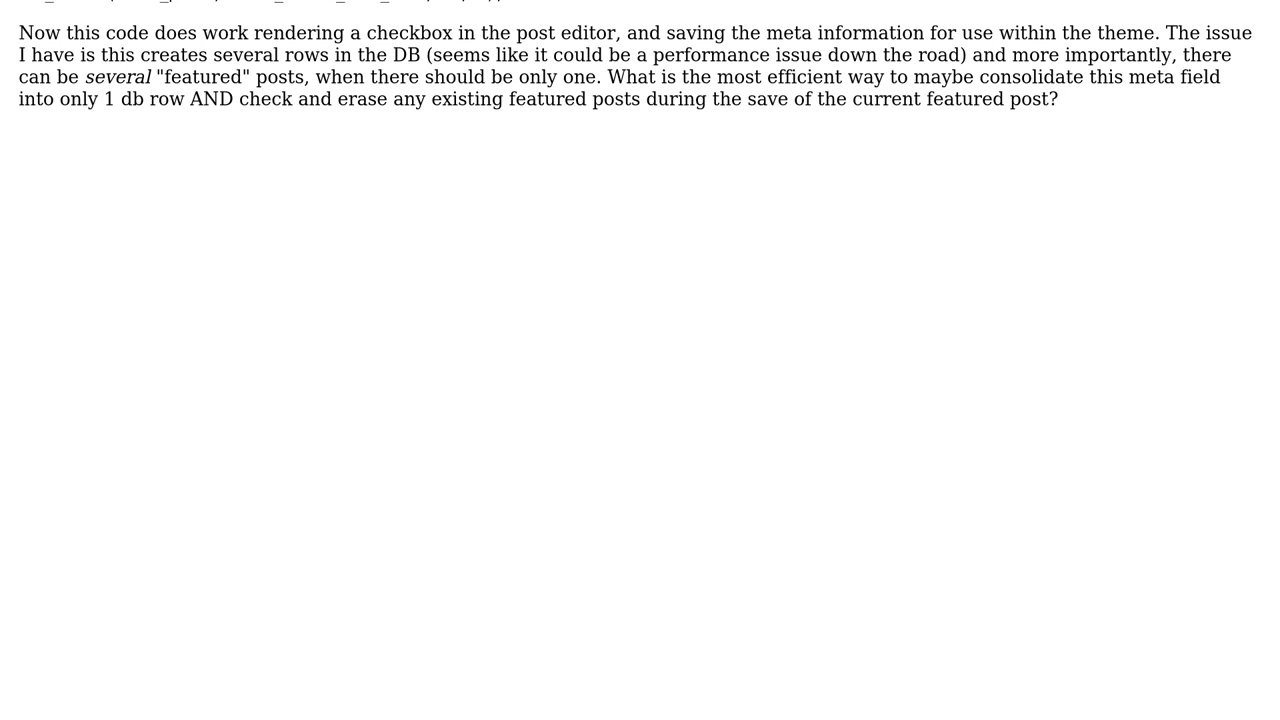 Now this code does work rendering a checkbox in the post editor, and saving the meta information for use within the theme. The issue
I have is this creates several rows in the DB (seems like it could be a performance issue down the road) and more importantly, there
can be several "featured" posts, when there should be only one. What is the most efficient way to maybe consolidate this meta field
into only 1 db row AND check and erase any existing featured posts during the save of the current featured post?